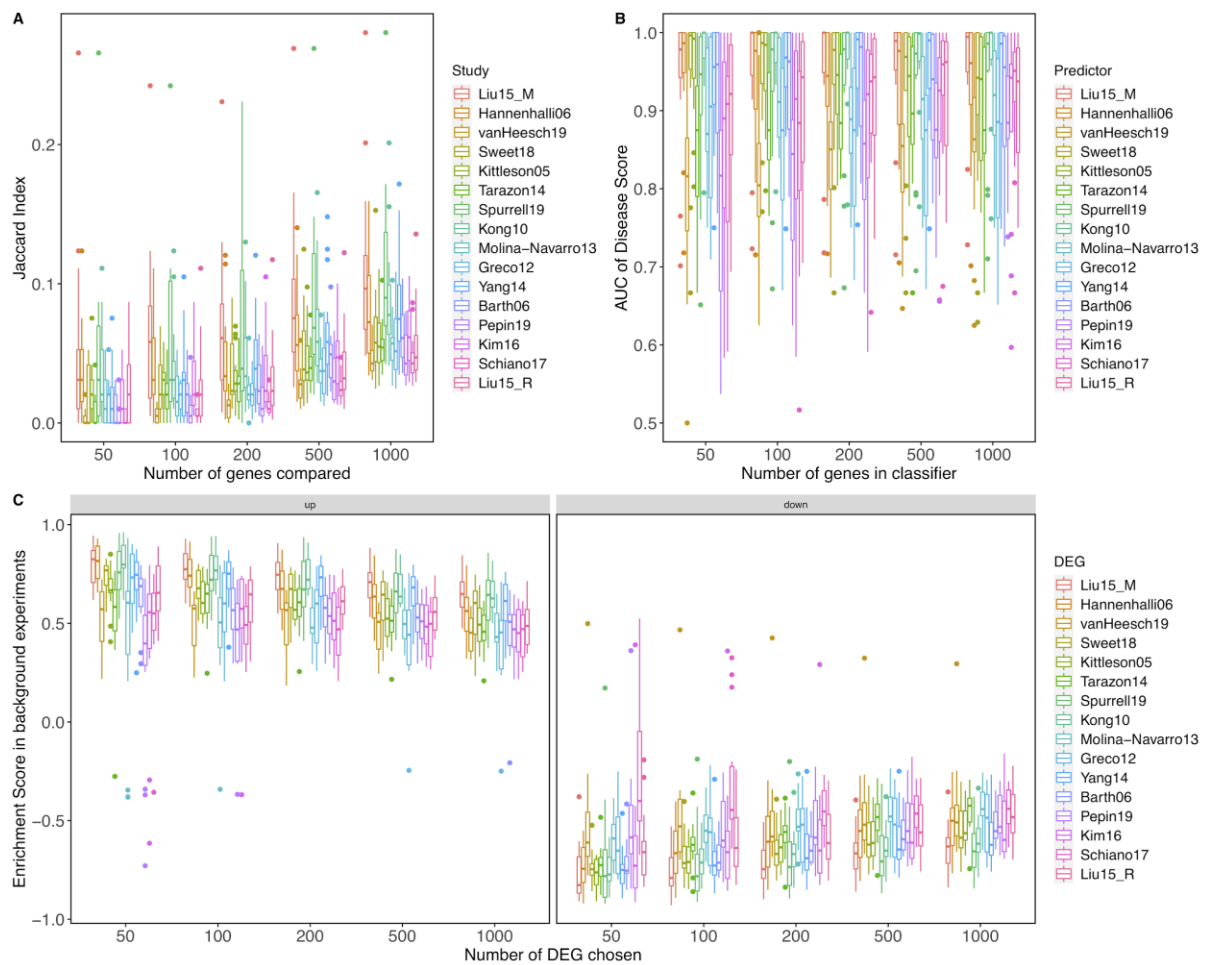 A
Jaccard Index
0.2
0.1
0.0
50 100 200 500 1000
Number of genes compared
Study
Liu15_M
Hannenhalli06
vanHeesch19
Sweet18
Kittleson05
Tarazon14
Spurrell19
Kong10
Molina−Navarro13
Greco12
Yang14
Barth06
Pepin19
Kim16
Schiano17
Liu15_R
B
AUC of Disease Score
1.0
0.9
0.8
0.7
0.6
0.5
50 100 200 500 1000
Number of genes in classifier
Predictor
Liu15_M
Hannenhalli06
vanHeesch19
Sweet18
Kittleson05
Tarazon14
Spurrell19
Kong10
Molina−Navarro13
Greco12
Yang14
Barth06
Pepin19
Kim16
Schiano17
Liu15_R
C
up down
Enrichment Score in background experiments
1.0
0.5
0.0
−0.5
−1.0
50 100 200 500 1000 50 100 200 500 1000
Number of DEG chosen
DEG
Liu15_M
Hannenhalli06
vanHeesch19
Sweet18
Kittleson05
Tarazon14
Spurrell19
Kong10
Molina−Navarro13
Greco12
Yang14
Barth06
Pepin19
Kim16
Schiano17
Liu15_R